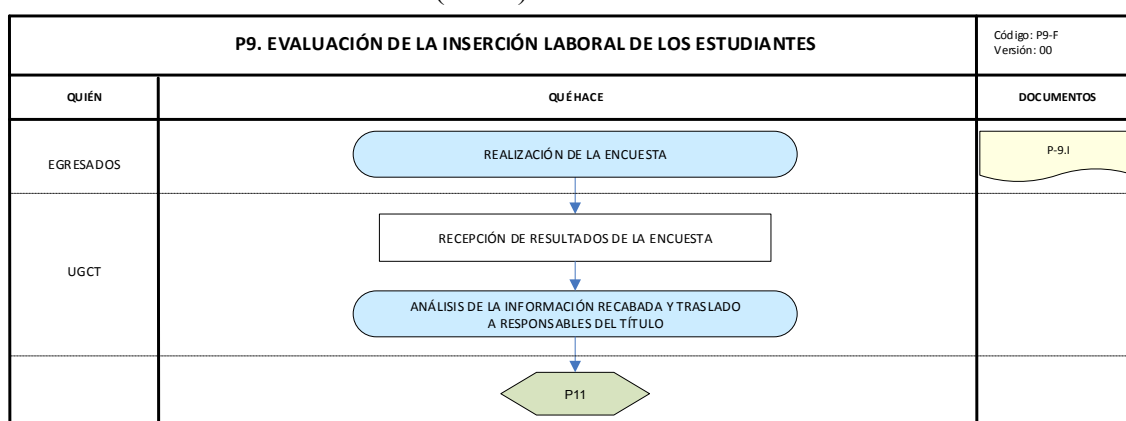 P9. EVALUACIÓN DE LA INSERCIÓN LABORAL DE LOS ESTUDIANTES
Código: P9-F
Versión: 00
QUIÉN
QUÉ HACE
DOCUMENTOS
EGRESADOS
REALIZACIÓN DE LA ENCUESTA
P-9.I
UGCT
RECEPCIÓN DE RESULTADOS DE LA ENCUESTA
ANÁLISIS DE LA INFORMACIÓN RECABADA Y TRASLADO
A RESPONSABLES DEL TÍTULO
P11